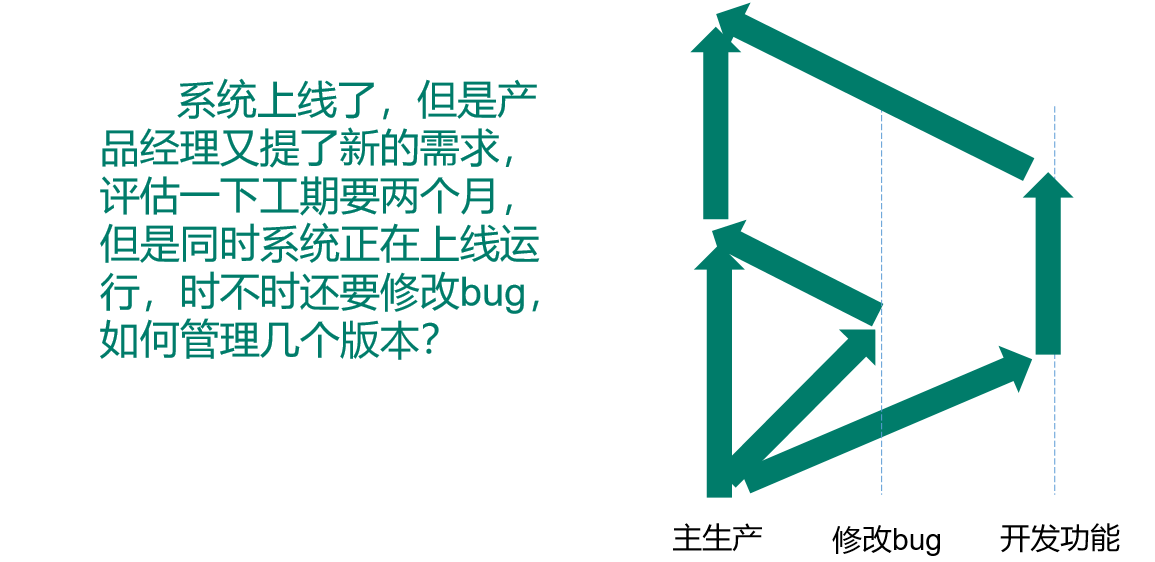 系统上线了，但是产
品经理又提了新的需求，
评估一下工期要两个月，
但是同时系统正在上线运
行，时不时还要修改bug，
如何管理几个版本？
主生产
修改bug
开发功能